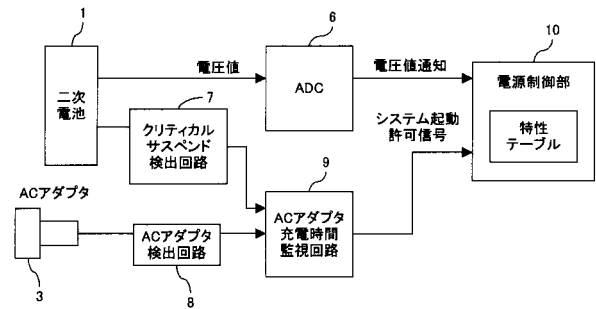 1
二次
電池
電圧値
6
ADC
電圧値通知
10
電源制御部
特性
テーブル
7
クリティカル
サスペンド
検出回路
システム起動
許可信号
ACアダプタ
3
ACアダプタ
検出回路
8
9
ACアダプタ
充電時間
監視回路